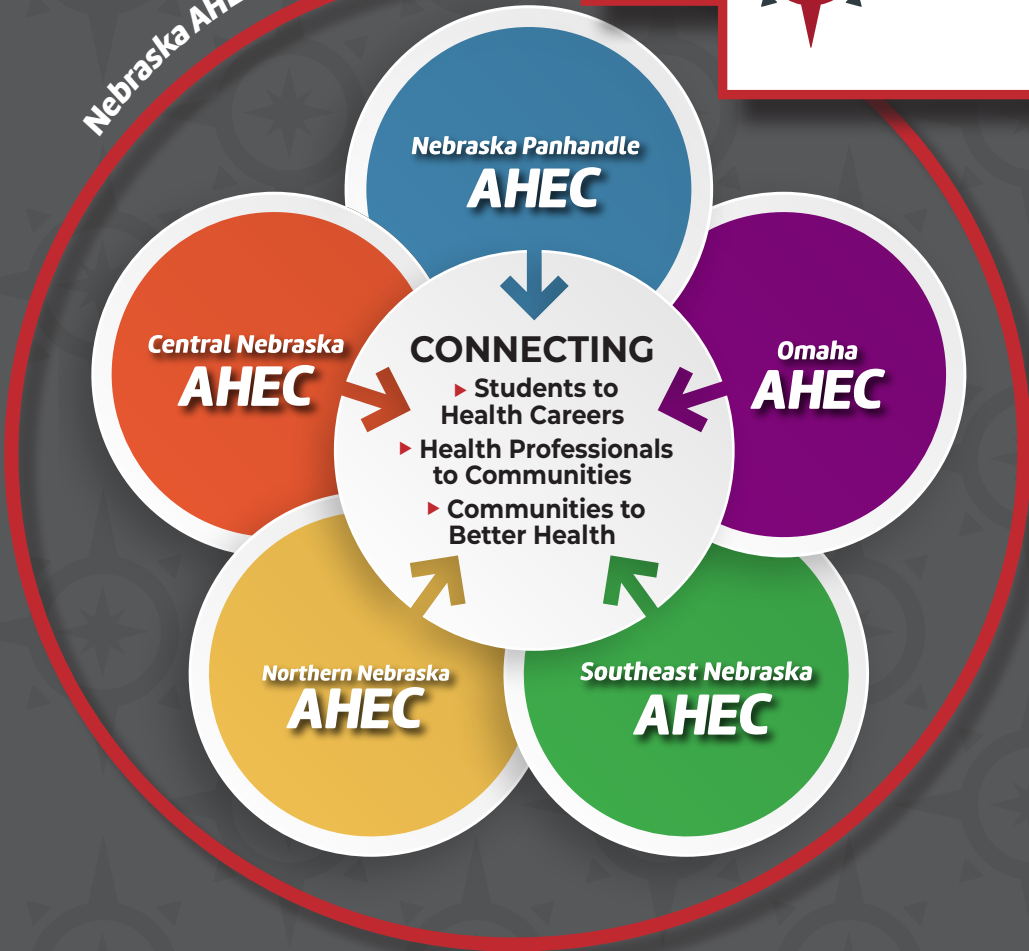 Nebraska
Nebraska Panhandle
AHEC
Central Nebraska
AHEC
Omaha
AHEC
CONNECTING
Students to
Health Careers
Health Professionals
to Communities
Communities to
Better Health
Northern Nebraska
AHEC
Southeast Nebraska
AHEC